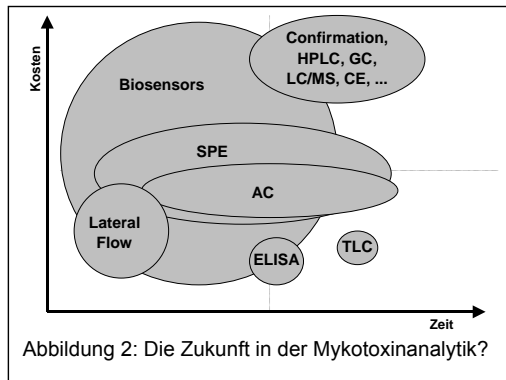 Kosten
Confirmation,
HPLC, GC,
LC/MS, CE, ...
Biosensors
SPE
AC
Lateral
Flow
ELISA
TLC
Zeit
Abbildung 2: Die Zukunft in der Mykotoxinanalytik?